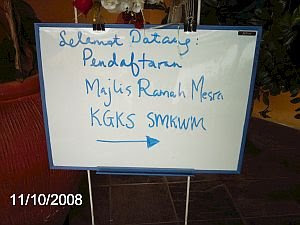 Selamat Datang :
Pendaftaran
Majlis Ramah Mesra
KGKS SMKWM
11/10/2008